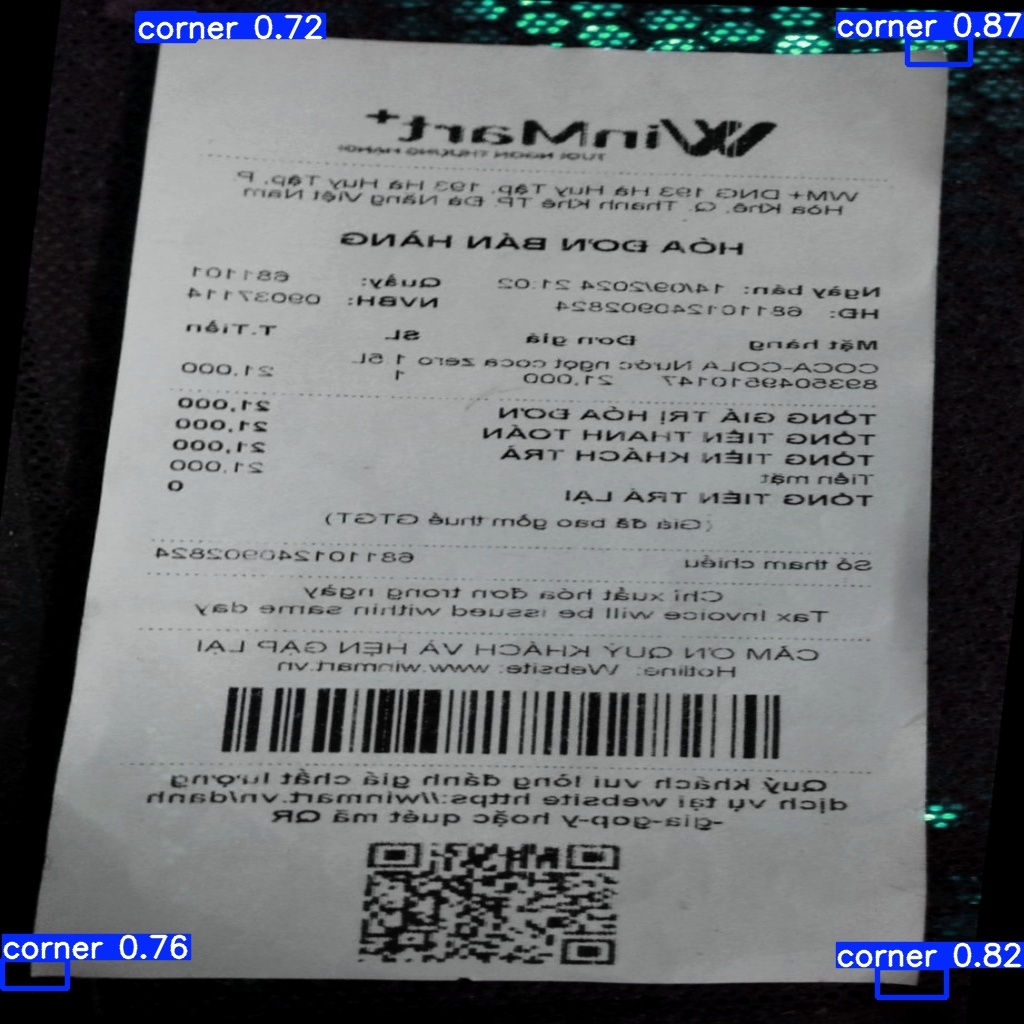 corner 0.72
corner 0.87
WinMart+
TƯƠI NGON THƯỢNG HẠNG!
WM+ DNG 193 Hà Huy Tập, 193 Hà Huy Tập, P.
Hòa Khê, Q. Thanh Khê TP. Đà Nẵng Việt Nam
HÓA ĐƠN BÁN HÀNG
Ngày bán: 14/09/2024 21:02 Quầy: 681101
HĐ: 681101240902824 NVBH: 09037114
Mặt hàng Đơn giá SL T.Tiền
COCA-COLA Nước ngọt coca zero 1.5L
8935049510147 21,000 1 21,000
TỔNG GIÁ TRỊ HÓA ĐƠN 21,000
TỔNG TIỀN THANH TOÁN 21,000
TỔNG TIỀN KHÁCH TRẢ 21,000
Tiền mặt 21,000
TỔNG TIỀN TRẢ LẠI 0
(Giá đã bao gồm thuế GTGT)
Số tham chiếu 681101240902824
Chỉ xuất hóa đơn trong ngày
Tax Invoice will be issued within same day
CẢM ƠN QUÝ KHÁCH VÀ HẸN GẶP LẠI
Hotline: Website: www.winmart.vn
Quý khách vui lòng đánh giá chất lượng
dịch vụ tại website https://winmart.vn/danh
-gia-gop-y hoặc quét mã QR
corner 0.76
corner 0.82